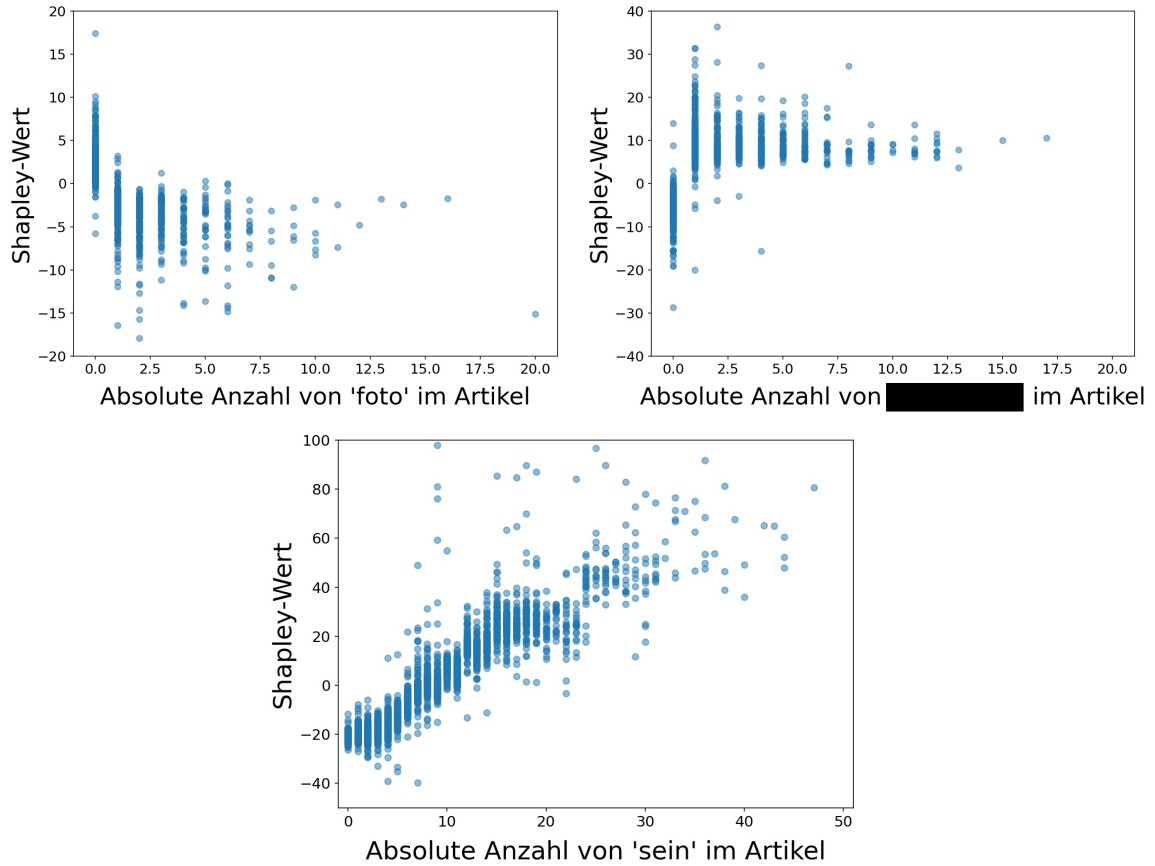 20
15
10
5
0
−5
−10
−15
−20
Shapley-Wert
0.0 2.5 5.0 7.5 10.0 12.5 15.0 17.5 20.0
Absolute Anzahl von 'foto' im Artikel
40
30
20
10
0
−10
−20
−30
−40
Shapley-Wert
0.0 2.5 5.0 7.5 10.0 12.5 15.0 17.5 20.0
Absolute Anzahl von im Artikel
100
80
60
40
20
0
−20
−40
Shapley-Wert
0 10 20 30 40 50
Absolute Anzahl von 'sein' im Artikel